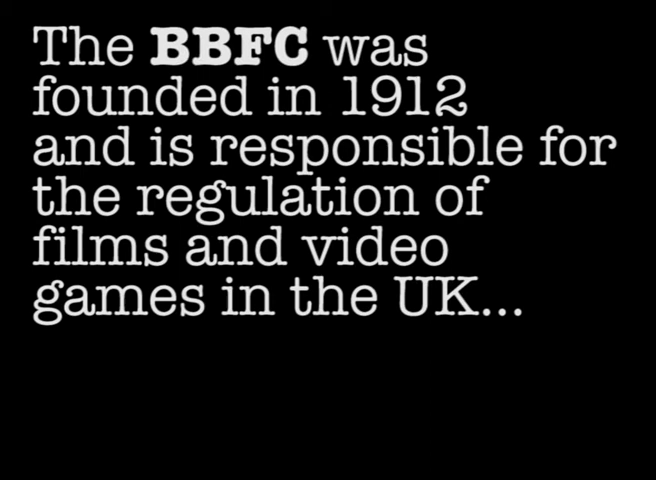 The BBFC was
founded in 1912
and is responsible for
the regulation of
films and video
games in the UK...